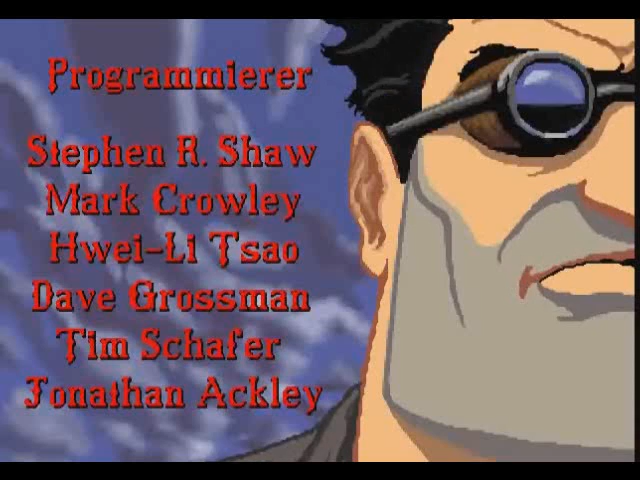 Programmierer
Stephen R. Shaw
Mark Crowley
Hwei-Li Tsao
Dave Grossman
Tim Schafer
Jonathan Ackley